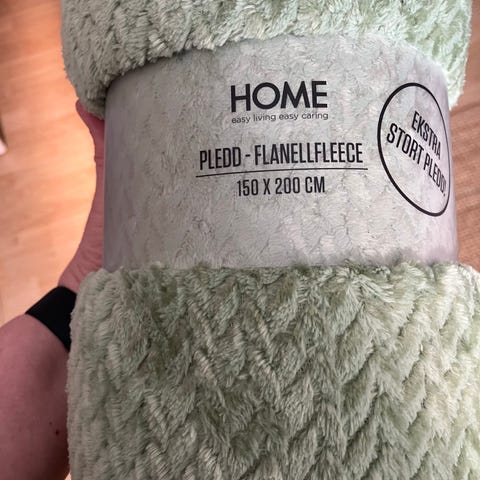 HOME
easy living easy caring
PLEDD - FLANELLFLEECE
150 X 200 CM
EKSTRA
STORT PLEDD!